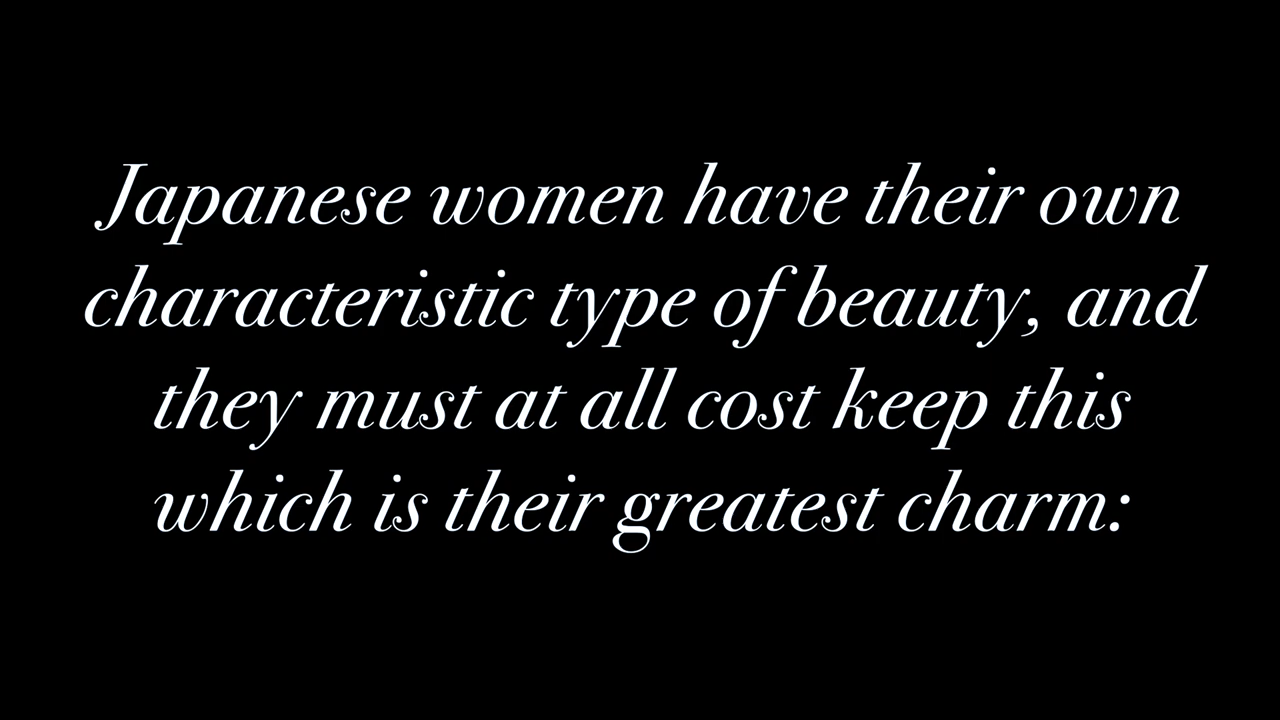 Japanese women have their own
characteristic type of beauty, and
they must at all cost keep this
which is their greatest charm: